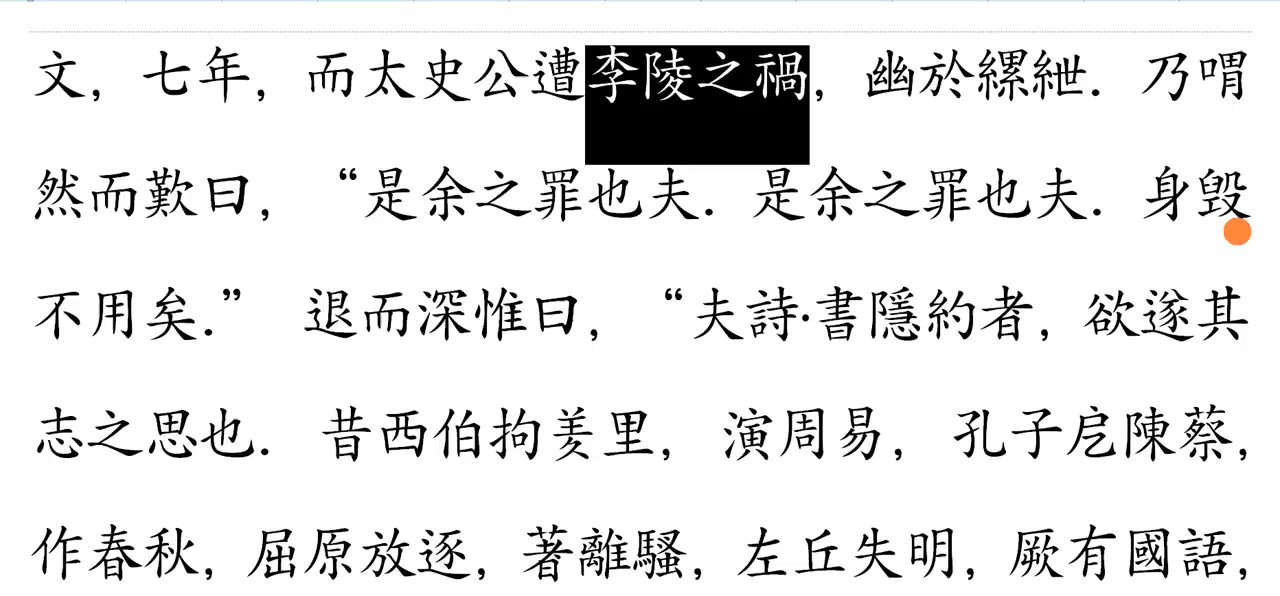 文, 七年, 而太史公遭李陵之禍, 幽於縲紲. 乃喟
然而歎曰, “是余之罪也夫. 是余之罪也夫. 身毀
不用矣.” 退而深惟曰, “夫詩·書隱約者, 欲遂其
志之思也. 昔西伯拘羑里, 演周易, 孔子戹陳蔡,
作春秋, 屈原放逐, 著離騷, 左丘失明, 厥有國語,